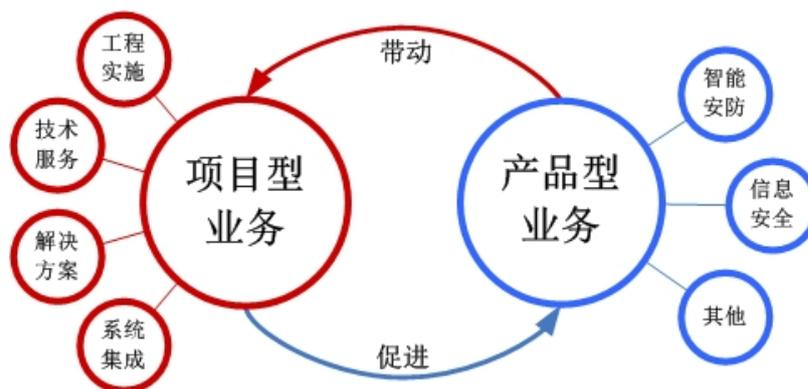 工程
实施
技术
服务
解决
方案
系统
集成
项目型
业务
带动
促进
产品型
业务
智能
安防
信息
安全
其他